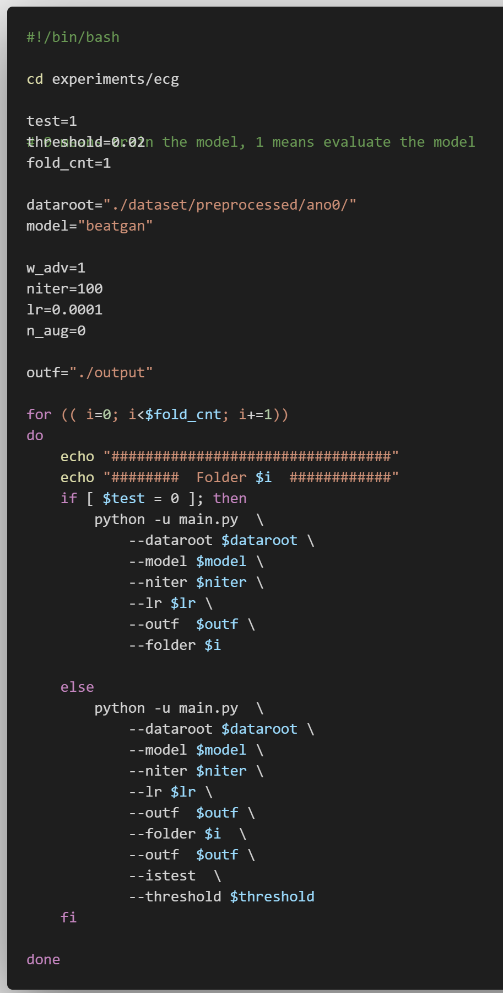 #!/bin/bash
cd experiments/ecg
test=1
threshold=0.02 the model, 1 means evaluate the model
fold_cnt=1
dataroot="./dataset/preprocessed/ano0/"
model="beatgan"
w_adv=1
niter=100
lr=0.0001
n_aug=0
outf="./output"
for (( i=0; i<$fold_cnt; i+=1))
do
    echo "#################################"
    echo "########  Folder $i  ############"
    if [ $test = 0 ]; then
        python -u main.py  \
            --dataroot $dataroot \
            --model $model \
            --niter $niter \
            --lr $lr \
            --outf  $outf \
            --folder $i
    else
        python -u main.py  \
            --dataroot $dataroot \
            --model $model \
            --niter $niter \
            --lr $lr \
            --outf  $outf \
            --folder $i  \
            --outf  $outf \
            --istest  \
            --threshold $threshold
    fi
done